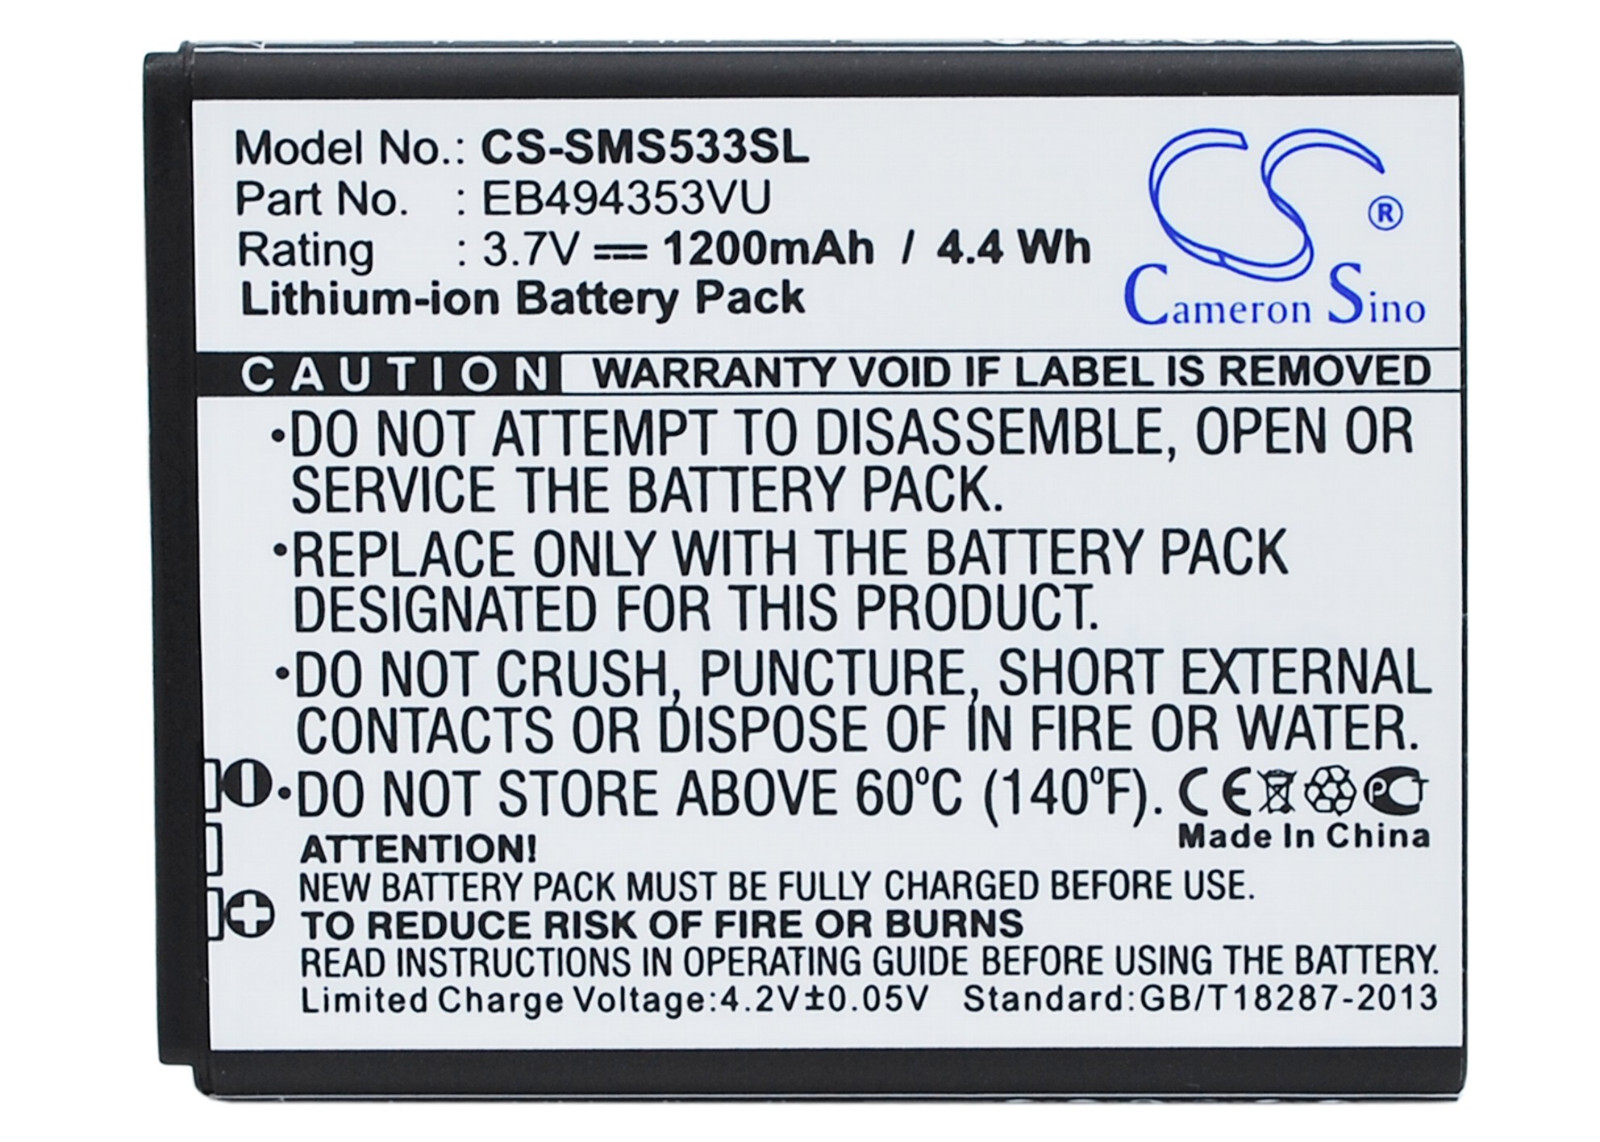 Model No.: CS-SMS533SL
Part No. : EB494353VU
Rating : 3.7V 1200mAh / 4.4 Wh
Lithium-ion Battery Pack
CS ®
Cameron Sino
CAUTION WARRANTY VOID IF LABEL IS REMOVED
•DO NOT ATTEMPT TO DISASSEMBLE, OPEN OR
SERVICE THE BATTERY PACK.
•REPLACE ONLY WITH THE BATTERY PACK
DESIGNATED FOR THIS PRODUCT.
•DO NOT CRUSH, PUNCTURE, SHORT EXTERNAL
CONTACTS OR DISPOSE OF IN FIRE OR WATER.
•DO NOT STORE ABOVE 60°C (140°F). CE PC
Made In China
ATTENTION!
NEW BATTERY PACK MUST BE FULLY CHARGED BEFORE USE.
TO REDUCE RISK OF FIRE OR BURNS
READ INSTRUCTIONS IN OPERATING GUIDE BEFORE USING THE BATTERY.
Limited Charge Voltage:4.2V±0.05V Standard:GB/T18287-2013